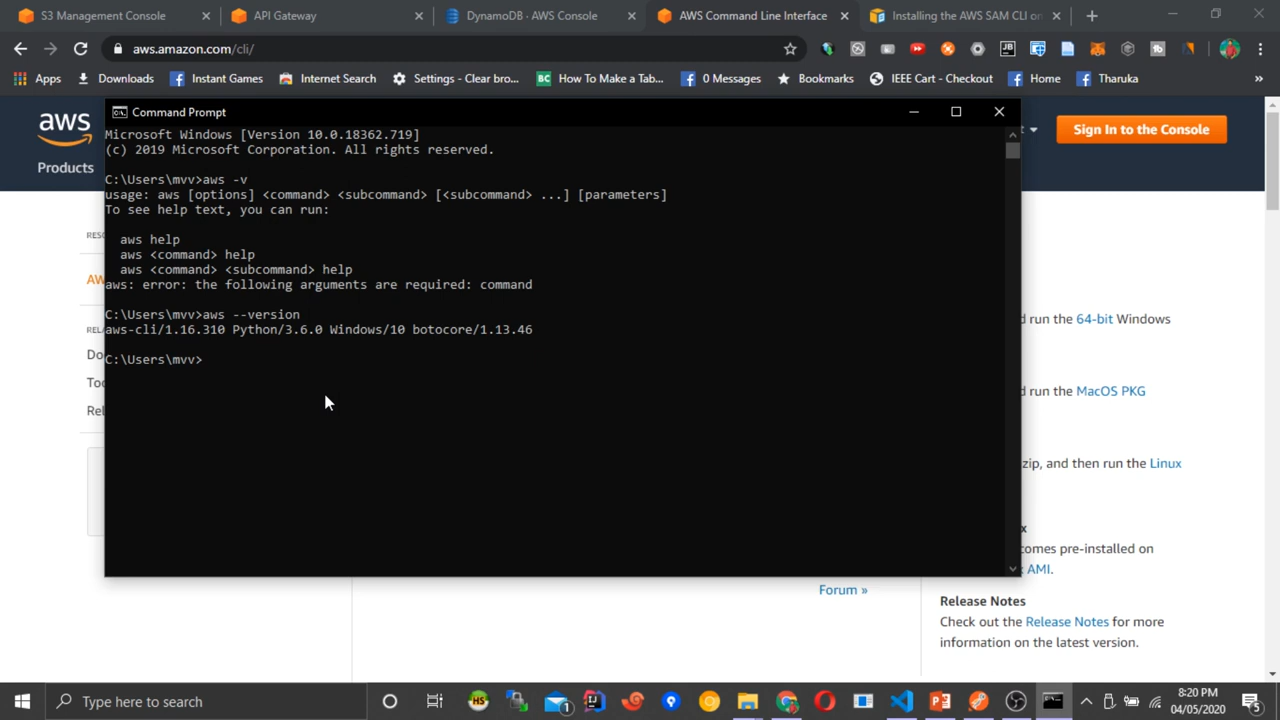 S3 Management Console
API Gateway
DynamoDB · AWS Console
AWS Command Line Interface
Installing the AWS SAM CLI on
aws.amazon.com/cli/
Apps
Downloads
Instant Games
Internet Search
Settings - Clear bro...
BC
How To Make a Tab...
0 Messages
Bookmarks
IEEE Cart - Checkout
Home
Tharuka
»
aws
Products
Sign In to the Console
Command Prompt
Microsoft Windows [Version 10.0.18362.719]
(c) 2019 Microsoft Corporation. All rights reserved.
C:\Users\mvv>aws -v
usage: aws [options] <command> <subcommand> [<subcommand> ...] [parameters]
To see help text, you can run:
aws help
aws <command> help
aws <command> <subcommand> help
aws: error: the following arguments are required: command
C:\Users\mvv>aws --version
aws-cli/1.16.310 Python/3.6.0 Windows/10 botocore/1.13.46
C:\Users\mvv>
RES
AW
RELA
Do
Too
Rel
d run the 64-bit Windows
d run the MacOS PKG
zip, and then run the Linux
x
comes pre-installed on
x AMI.
Forum »
Release Notes
Check out the Release Notes for more
information on the latest version.
Type here to search
8:20 PM
04/05/2020